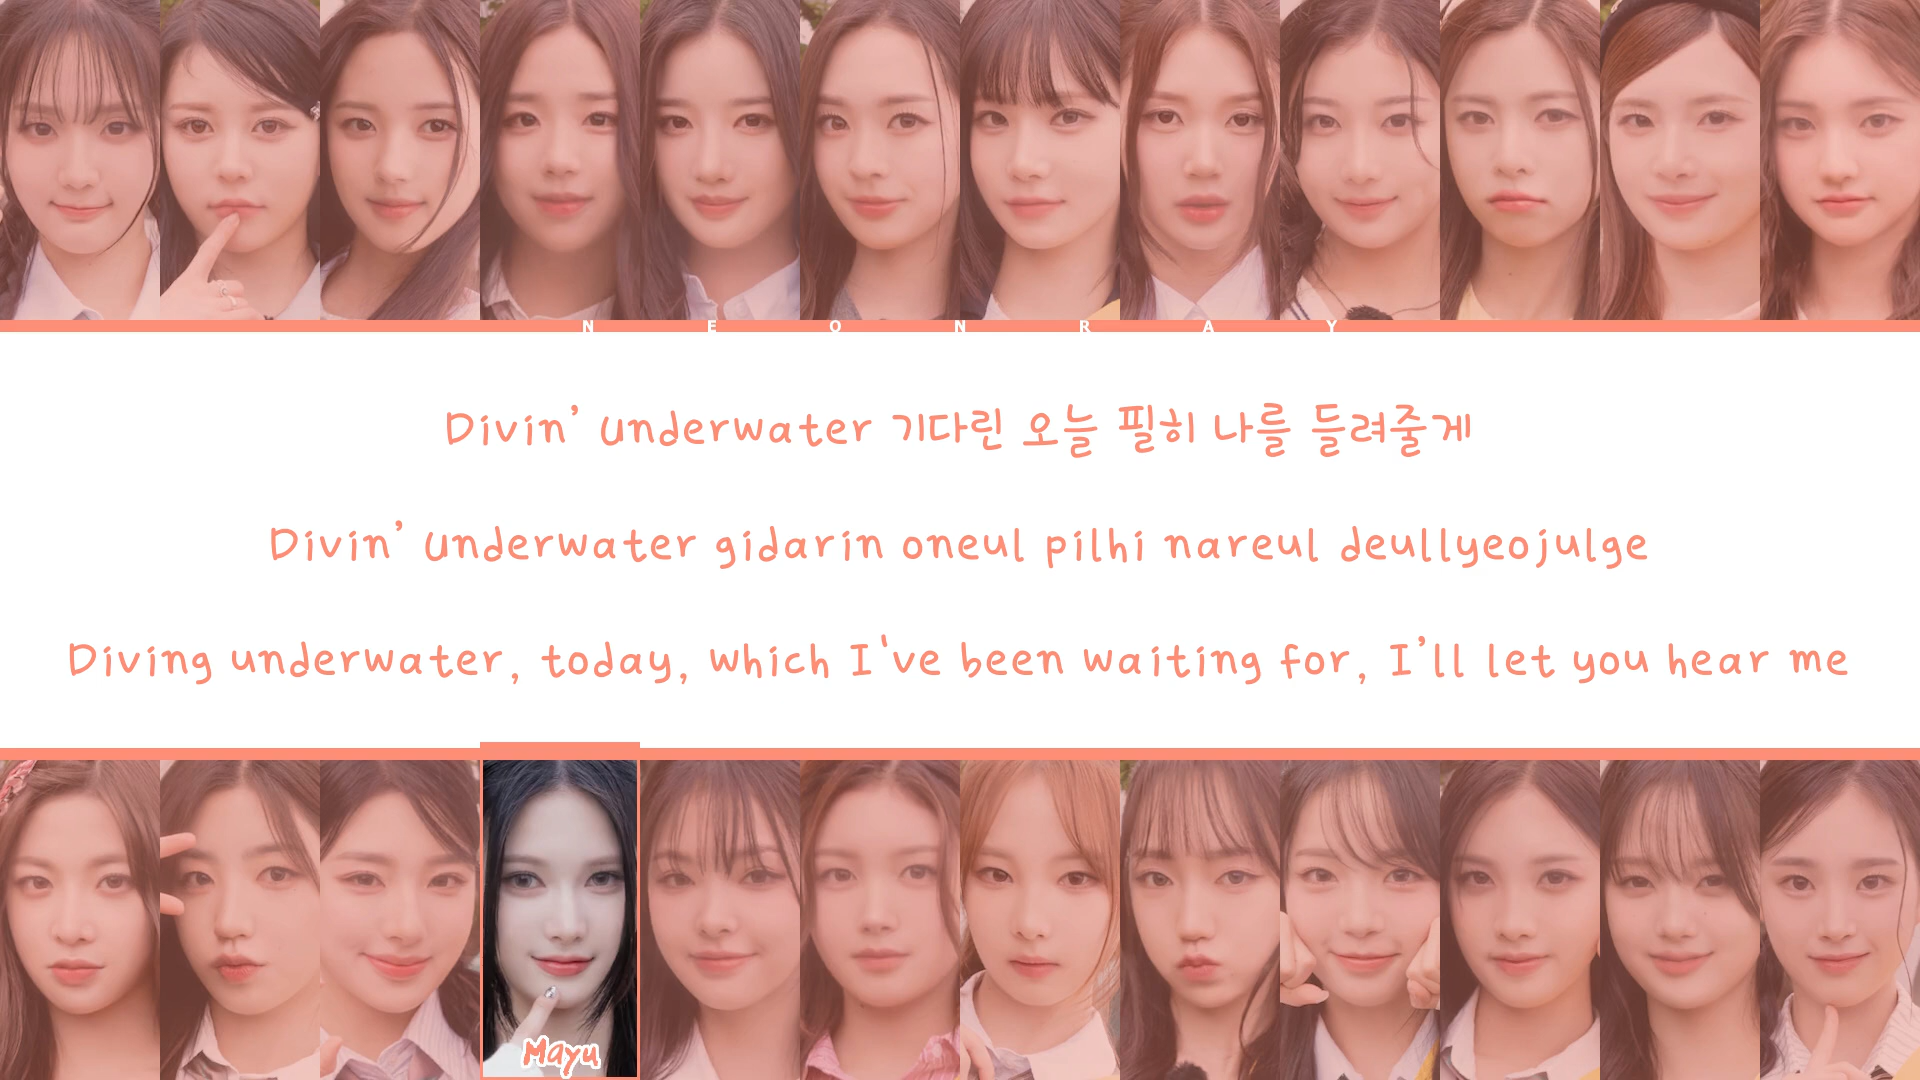 NEONRAY
Divin’ underwater 기다린 오늘 필히 나를 들려줄게
Divin’ underwater gidarin oneul pilhi nareul deullyeojulge
Diving underwater, today, which I've been waiting for, I’ll let you hear me
Mayu